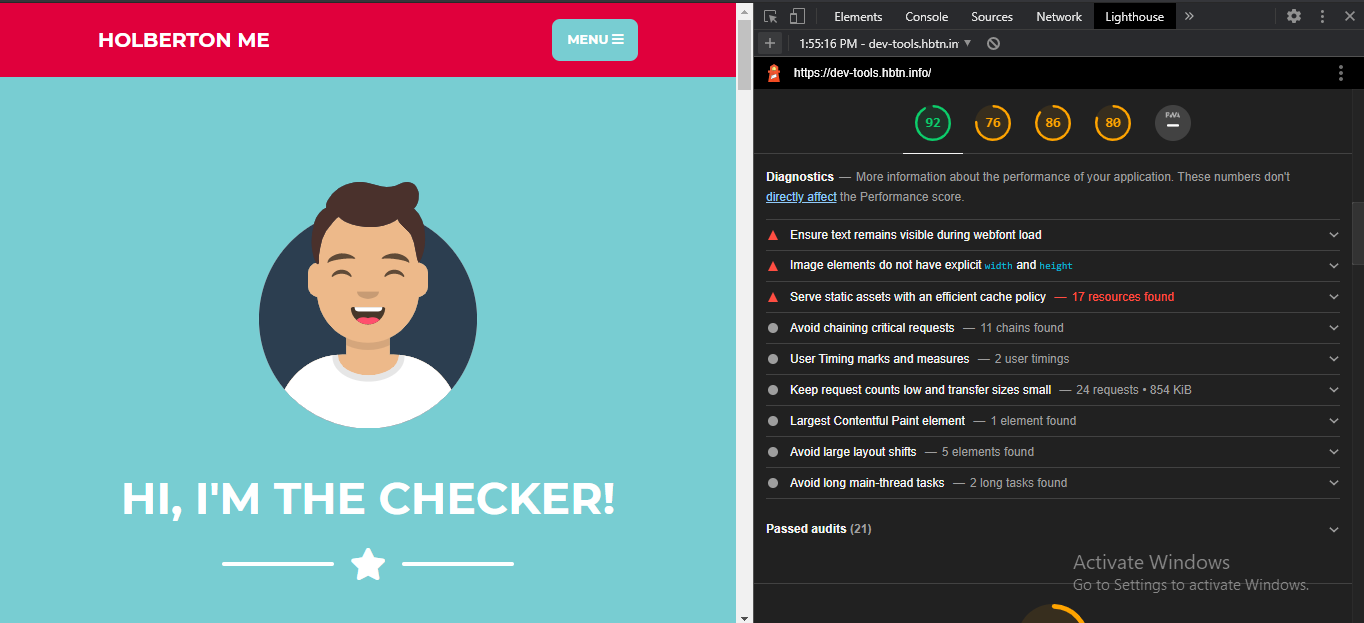 HOLBERTON ME
MENU
HI, I'M THE CHECKER!
Elements Console Sources Network Lighthouse
1:55:16 PM - dev-tools.hbtn.in
https://dev-tools.hbtn.info/
92 76 86 80 PWA
Diagnostics — More information about the performance of your application. These numbers don't
directly affect the Performance score.
Ensure text remains visible during webfont load
Image elements do not have explicit width and height
Serve static assets with an efficient cache policy — 17 resources found
Avoid chaining critical requests — 11 chains found
User Timing marks and measures — 2 user timings
Keep request counts low and transfer sizes small — 24 requests • 854 KiB
Largest Contentful Paint element — 1 element found
Avoid large layout shifts — 5 elements found
Avoid long main-thread tasks — 2 long tasks found
Passed audits (21)
Activate Windows
Go to Settings to activate Windows.